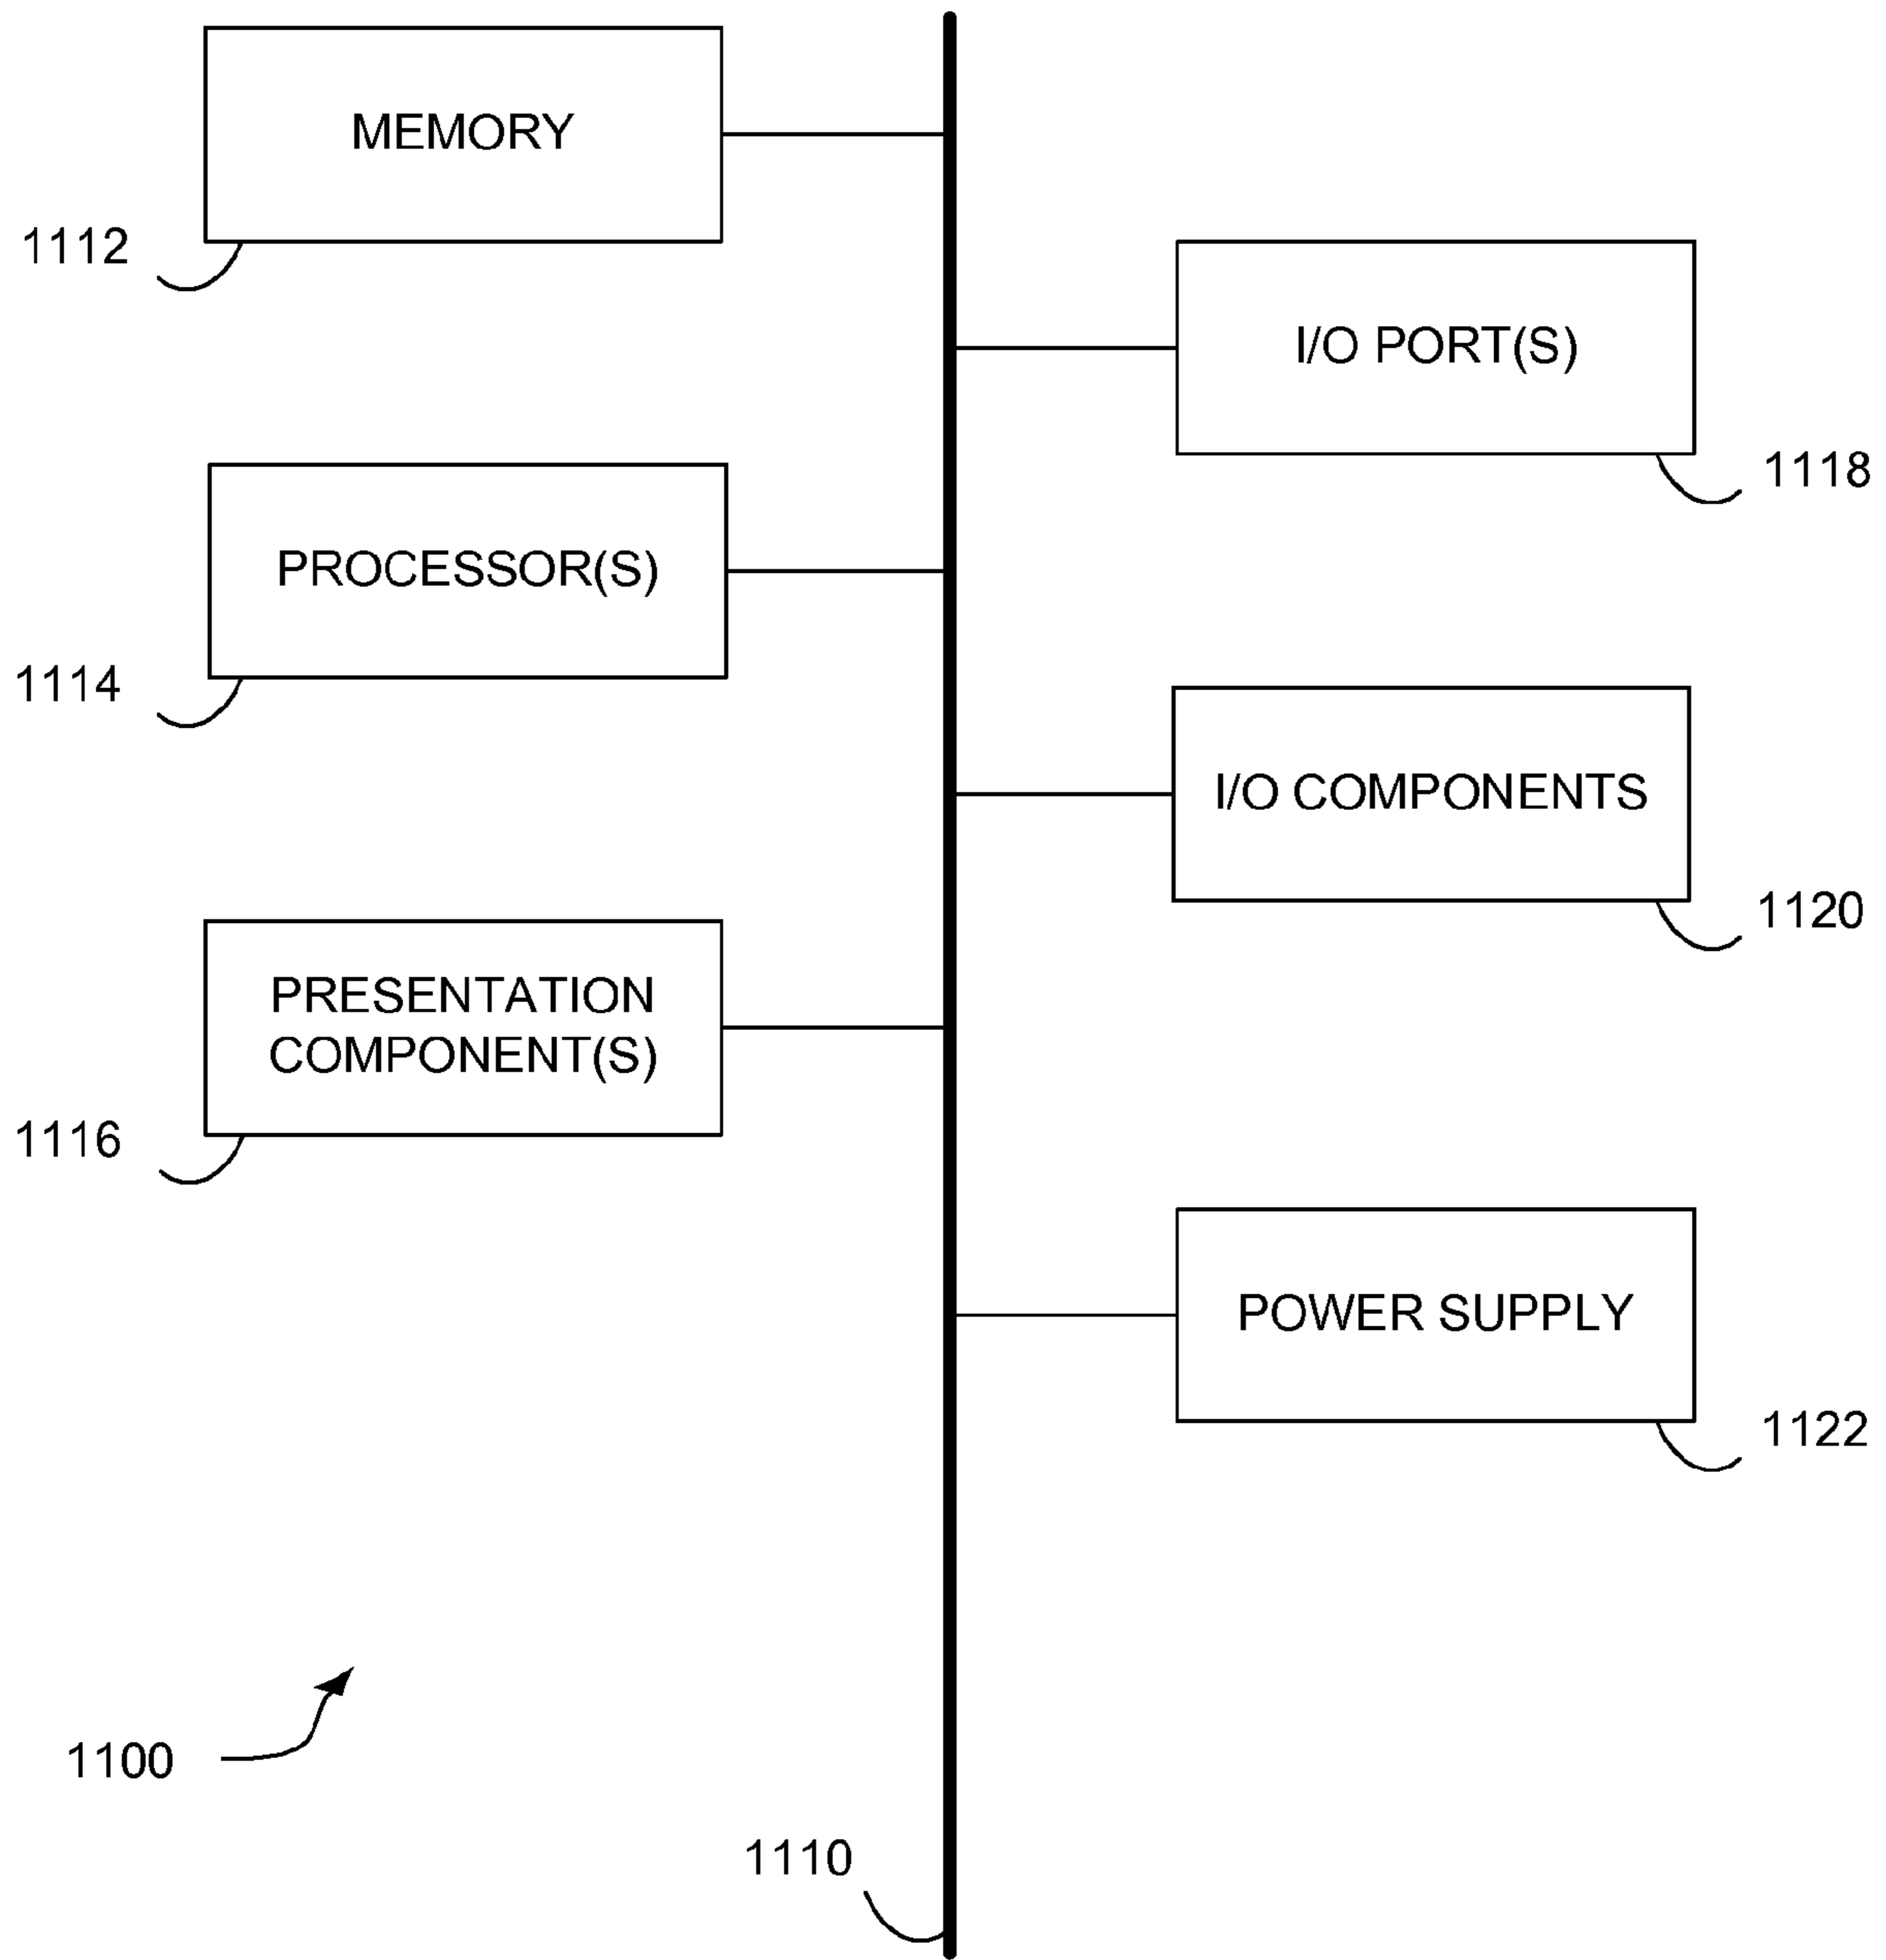 MEMORY
1112
I/O PORT(S)
1118
PROCESSOR(S)
1114
I/O COMPONENTS
1120
PRESENTATION
COMPONENT(S)
1116
POWER SUPPLY
1122
1100
1110